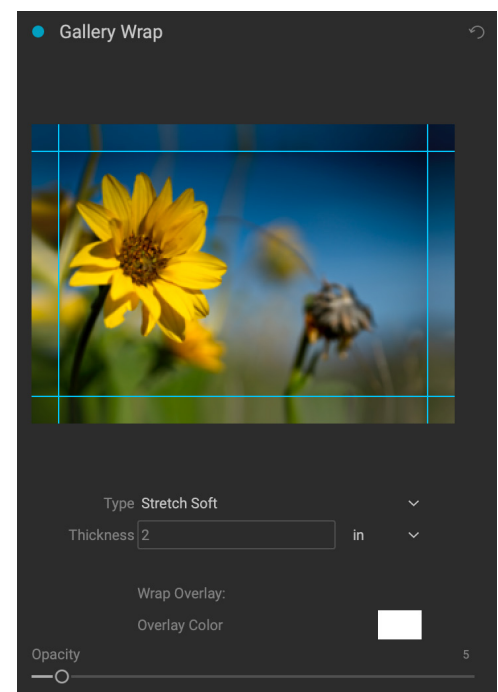 Gallery Wrap
Type Stretch Soft
Thickness 2 in
Wrap Overlay:
Overlay Color
Opacity 5